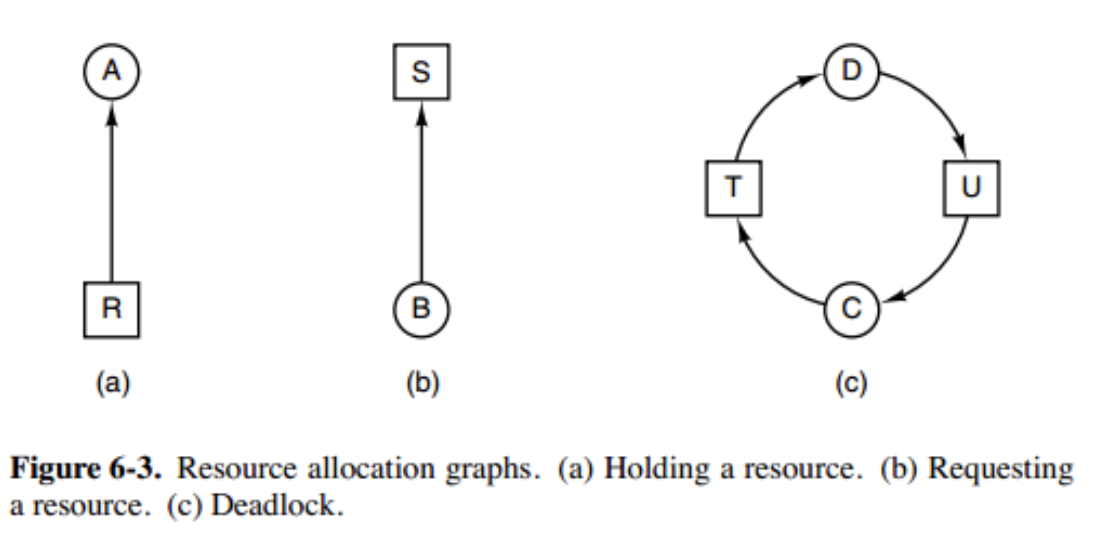 A
S
D
T
U
R
B
C
(a)
(b)
(c)
Figure 6-3. Resource allocation graphs. (a) Holding a resource. (b) Requesting
a resource. (c) Deadlock.